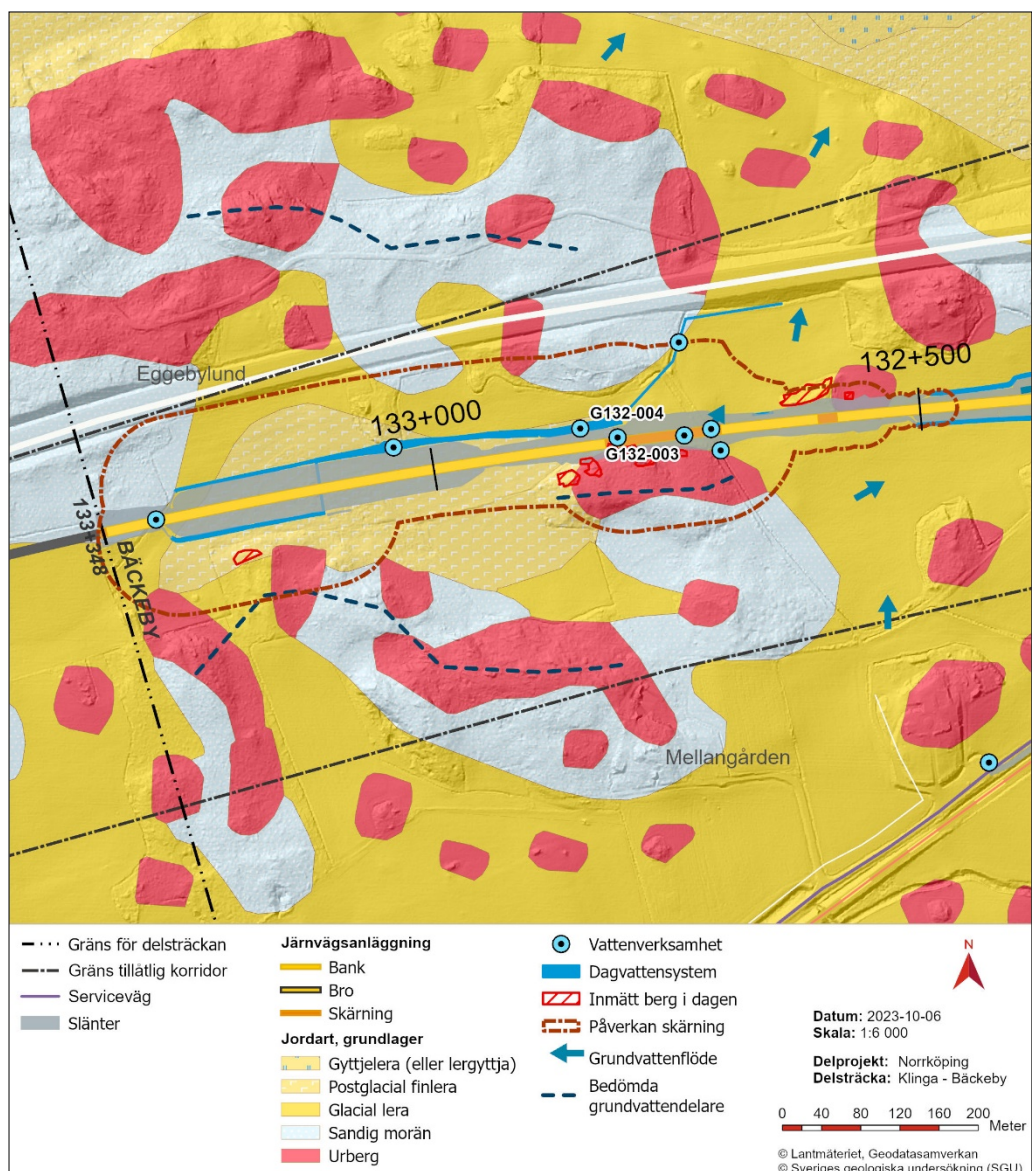 Eggebylund
133+000
132+500
G132-004
G132-003
133+348
BÄCKEBY
Mellangården
Gräns för delsträckan
Gräns tillåtlig korridor
Serviceväg
Slänter
Järnvägsanläggning
Bank
Bro
Skärning
Jordart, grundlager
Gyttjelera (eller lergyttja)
Postglacial finlera
Glacial lera
Sandig morän
Urberg
Vattenverksamhet
Dagvattensystem
Inmätt berg i dagen
Påverkan skärning
Grundvattenflöde
Bedömda
grundvattendelare
N
Datum: 2023-10-06
Skala: 1:6 000
Delprojekt: Norrköping
Delsträcka: Klinga - Bäckeby
0 40 80 120 160 200
Meter
© Lantmäteriet, Geodatasamverkan
© Sveriges geologiska undersökning (SGU)